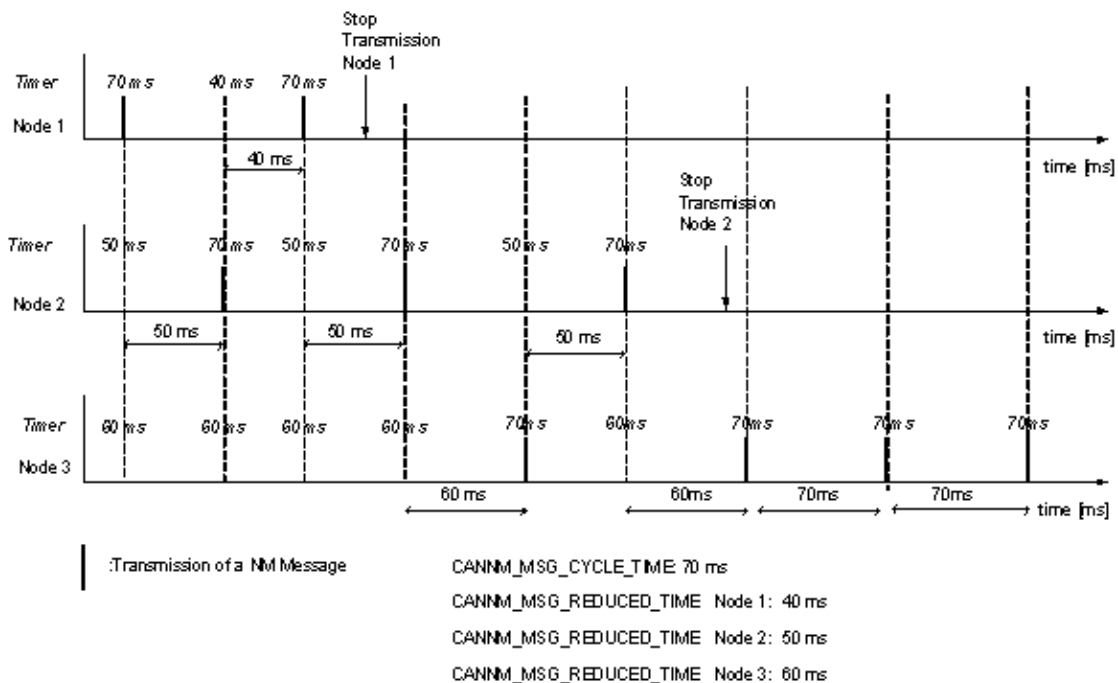 Stop
Transmission
Node 1
Timer
70 ms 40 ms 70 ms
Node 1
40 ms
time [ms]
Stop
Transmission
Node 2
Timer
50 ms 70 ms 50 ms 70 ms 50 ms 70 ms
Node 2
50 ms 50 ms 50 ms
time [ms]
Timer
60 ms 60 ms 60 ms 60 ms 70 ms 60 ms 70 ms 70 ms 70 ms
Node 3
60 ms 60ms 70ms 70ms
time [ms]
:Transmission of a NM Message
CANNM_MSG_CYCLE_TIME: 70 ms
CANNM_MSG_REDUCED_TIME Node 1: 40 ms
CANNM_MSG_REDUCED_TIME Node 2: 50 ms
CANNM_MSG_REDUCED_TIME Node 3: 60 ms